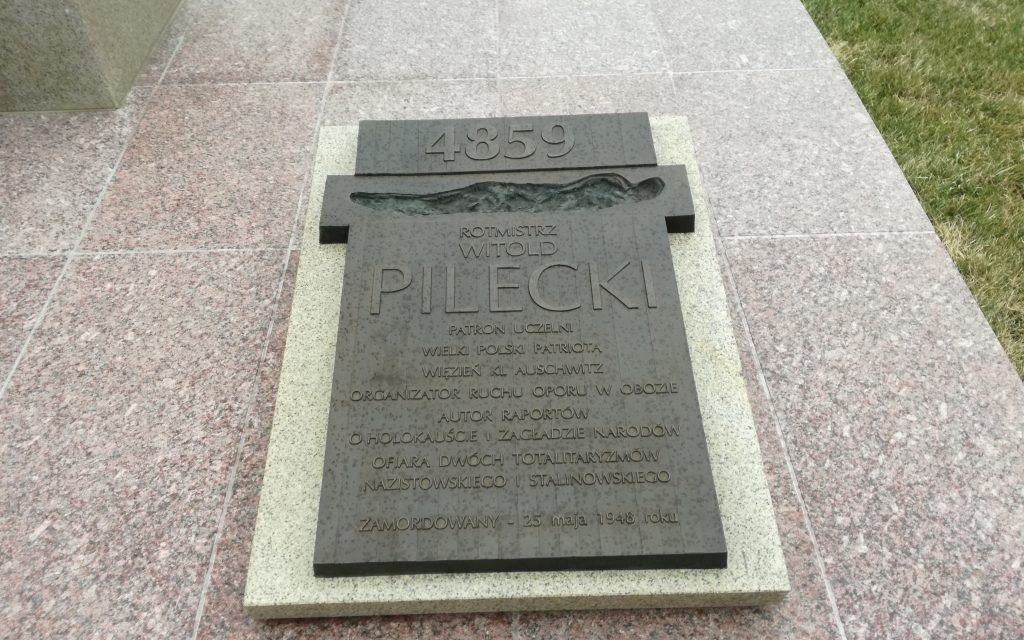 4859
ROTMISTRZ
WITOLD
PILECKI
PATRON UCZELNI
WIELKI POLSKI PATRIOTA
WIĘZIEŃ KL AUSCHWITZ
ORGANIZATOR RUCHU OPORU W OBOZIE
AUTOR RAPORTÓW
O HOLOKAUŚCIE I ZAGŁADZIE NARODÓW
OFIARA DWÓCH TOTALITARYZMÓW
NAZISTOWSKIEGO I STALINOWSKIEGO
ZAMORDOWANY - 25 maja 1948 roku